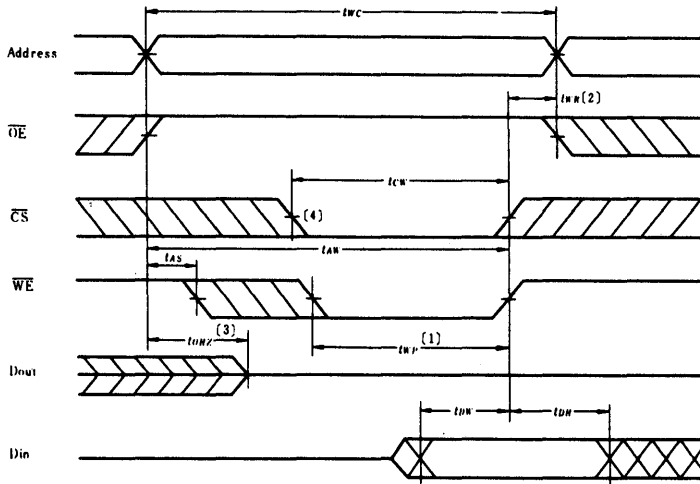 tWC
Address
tWR(2)
OE
tCW
CS
(4)
tAW
tAS
WE
tOHZ (3)
tWP (1)
Dout
tDW
tDH
Din